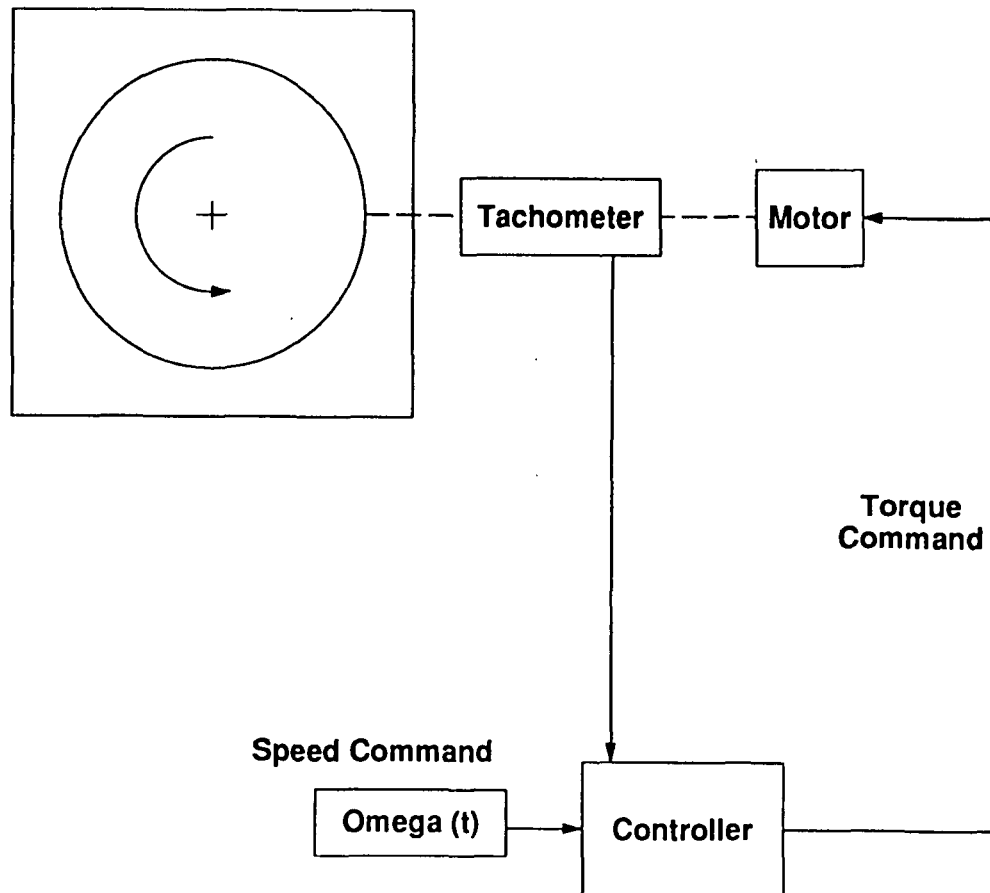 Tachometer
Motor
Torque
Command
Speed Command
Omega (t)
Controller